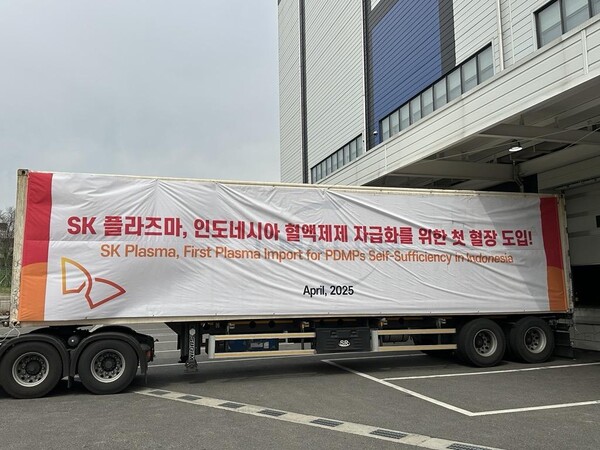 SK 플라즈마, 인도네시아 혈액제제 자급화를 위한 첫 혈장 도입!
SK Plasma, First Plasma Import for PDMPs Self-Sufficiency in Indonesia
April, 2025